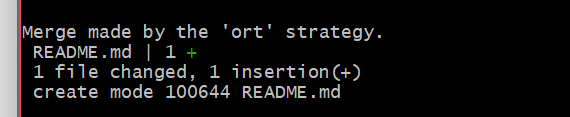 Merge made by the 'ort' strategy.
README.md | 1 +
1 file changed, 1 insertion(+)
create mode 100644 README.md